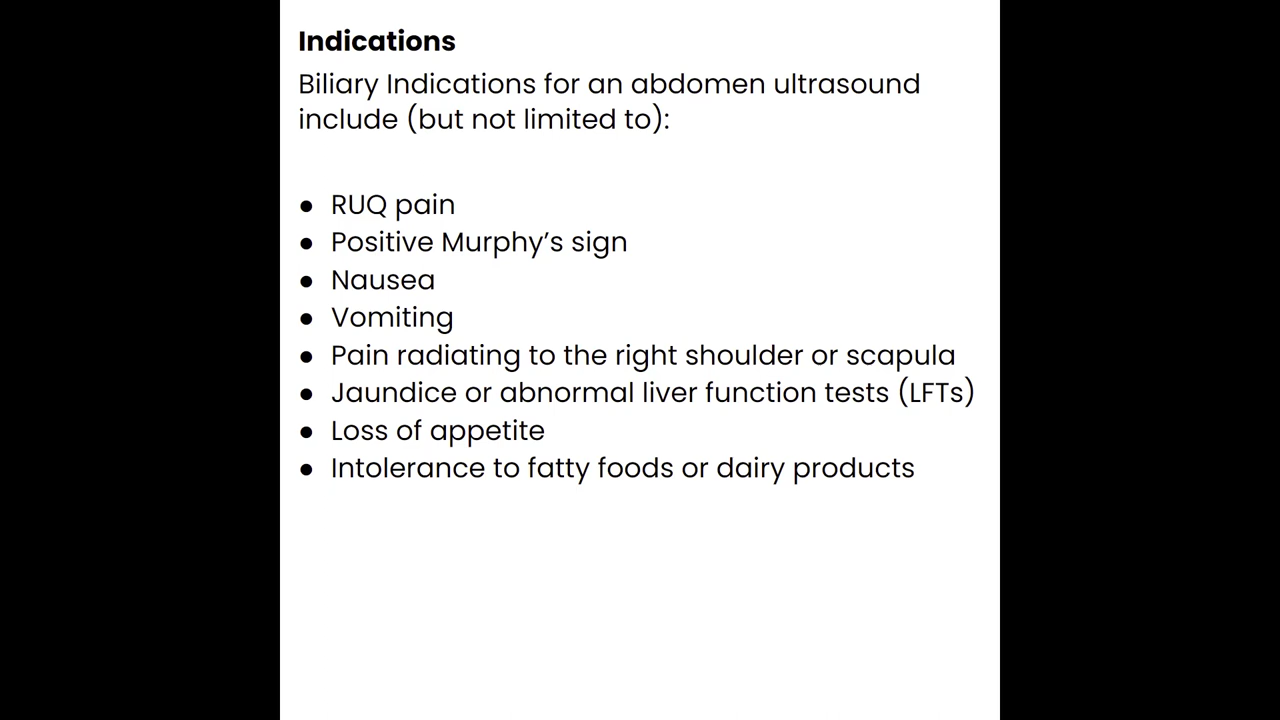 Indications
Biliary Indications for an abdomen ultrasound
include (but not limited to):
● RUQ pain
● Positive Murphy’s sign
● Nausea
● Vomiting
● Pain radiating to the right shoulder or scapula
● Jaundice or abnormal liver function tests (LFTs)
● Loss of appetite
● Intolerance to fatty foods or dairy products